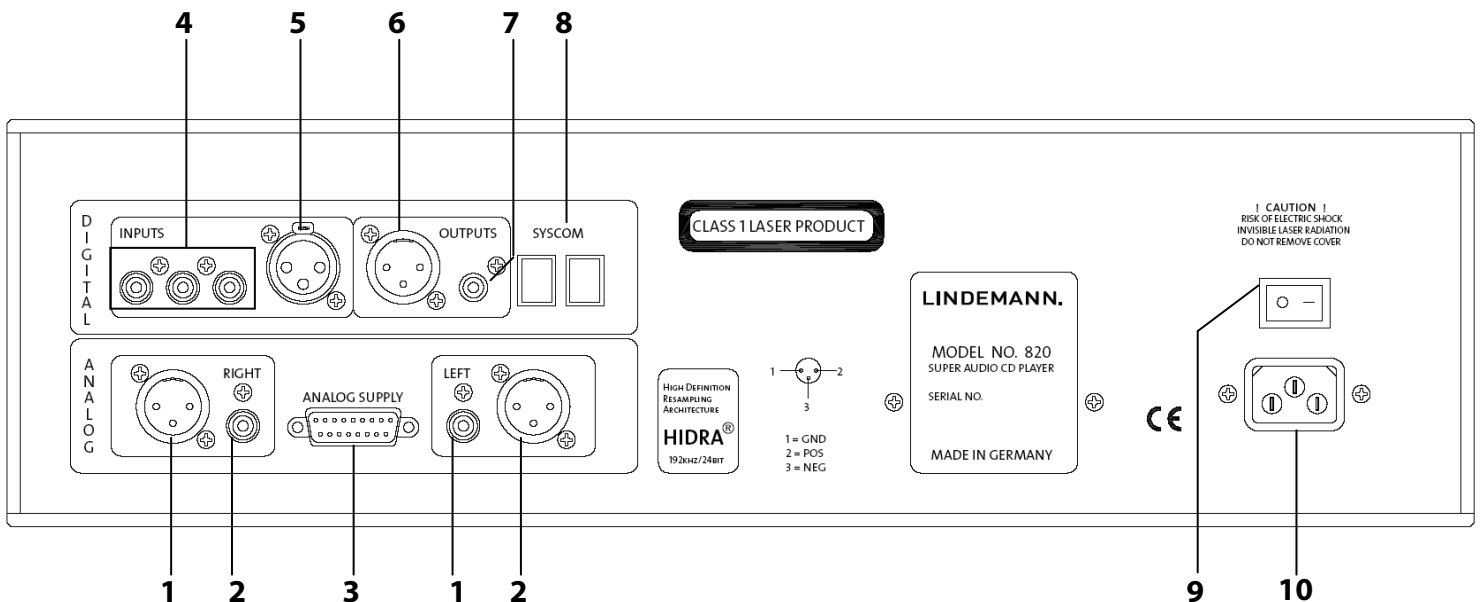 4 5 6 7 8
DIGITAL
INPUTS
OUTPUTS
SYSCOM
ANALOG
RIGHT
ANALOG SUPPLY
LEFT
CLASS 1 LASER PRODUCT
HIGH DEFINITION
RESAMPLING
ARCHITECTURE
HIDRA®
192KHZ/24BIT
1 2
3
1 = GND
2 = POS
3 = NEG
LINDEMANN.
MODEL NO. 820
SUPER AUDIO CD PLAYER
SERIAL NO.
MADE IN GERMANY
CE
! CAUTION !
RISK OF ELECTRIC SHOCK
INVISIBLE LASER RADIATION
DO NOT REMOVE COVER
1 2 3 1 2 9 10